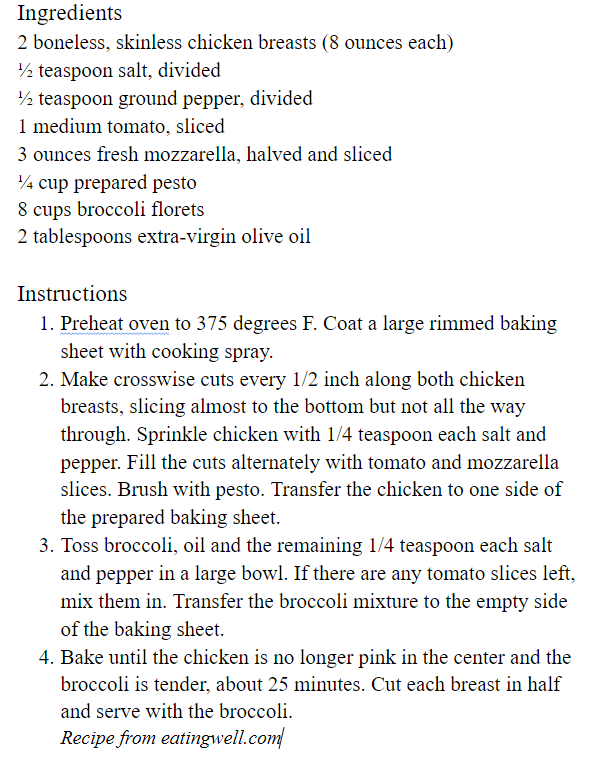 Ingredients
2 boneless, skinless chicken breasts (8 ounces each)
½ teaspoon salt, divided
½ teaspoon ground pepper, divided
1 medium tomato, sliced
3 ounces fresh mozzarella, halved and sliced
¼ cup prepared pesto
8 cups broccoli florets
2 tablespoons extra-virgin olive oil
Instructions
1. Preheat oven to 375 degrees F. Coat a large rimmed baking
sheet with cooking spray.
2. Make crosswise cuts every 1/2 inch along both chicken
breasts, slicing almost to the bottom but not all the way
through. Sprinkle chicken with 1/4 teaspoon each salt and
pepper. Fill the cuts alternately with tomato and mozzarella
slices. Brush with pesto. Transfer the chicken to one side of
the prepared baking sheet.
3. Toss broccoli, oil and the remaining 1/4 teaspoon each salt
and pepper in a large bowl. If there are any tomato slices left,
mix them in. Transfer the broccoli mixture to the empty side
of the baking sheet.
4. Bake until the chicken is no longer pink in the center and the
broccoli is tender, about 25 minutes. Cut each breast in half
and serve with the broccoli.
Recipe from eatingwell.com